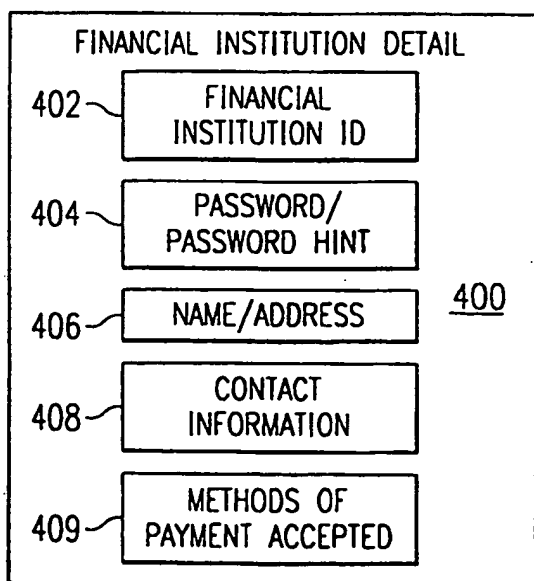 FINANCIAL INSTITUTION DETAIL
402
FINANCIAL
INSTITUTION ID
404
PASSWORD/
PASSWORD HINT
400
406
NAME/ADDRESS
408
CONTACT
INFORMATION
409
METHODS OF
PAYMENT ACCEPTED